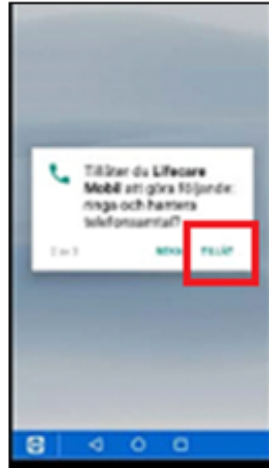 Tillåter du Lifecare
Mobil att göra följande:
ringa och hantera
telefonsamtal?
NEKA TILLÅT